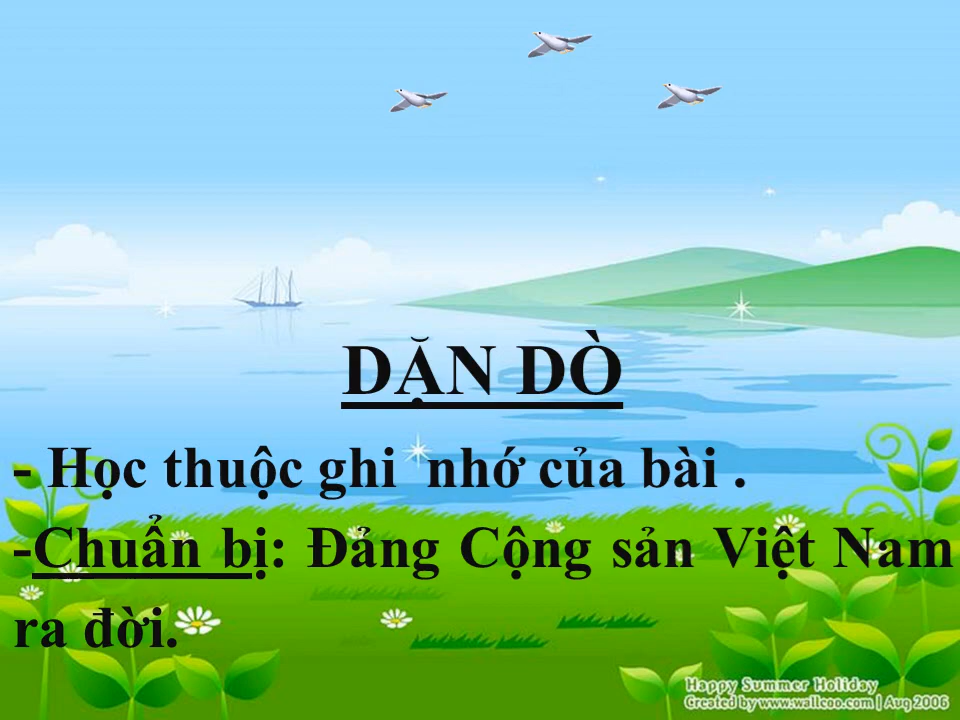 DẶN DÒ
- Học thuộc ghi nhớ của bài .
-Chuẩn bị: Đảng Cộng sản Việt Nam
ra đời.
Happy Summer Holiday
Created by www.wallcoo.com | Aug 2006